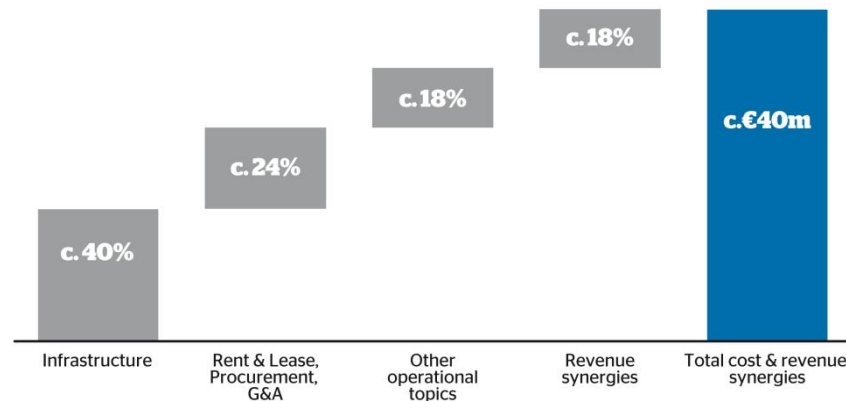 c. 18%
c. 18%
c.€40m
c. 24%
c. 40%
Infrastructure
Rent & Lease,
Procurement,
G&A
Other
operational
topics
Revenue
synergies
Total cost & revenue
synergies